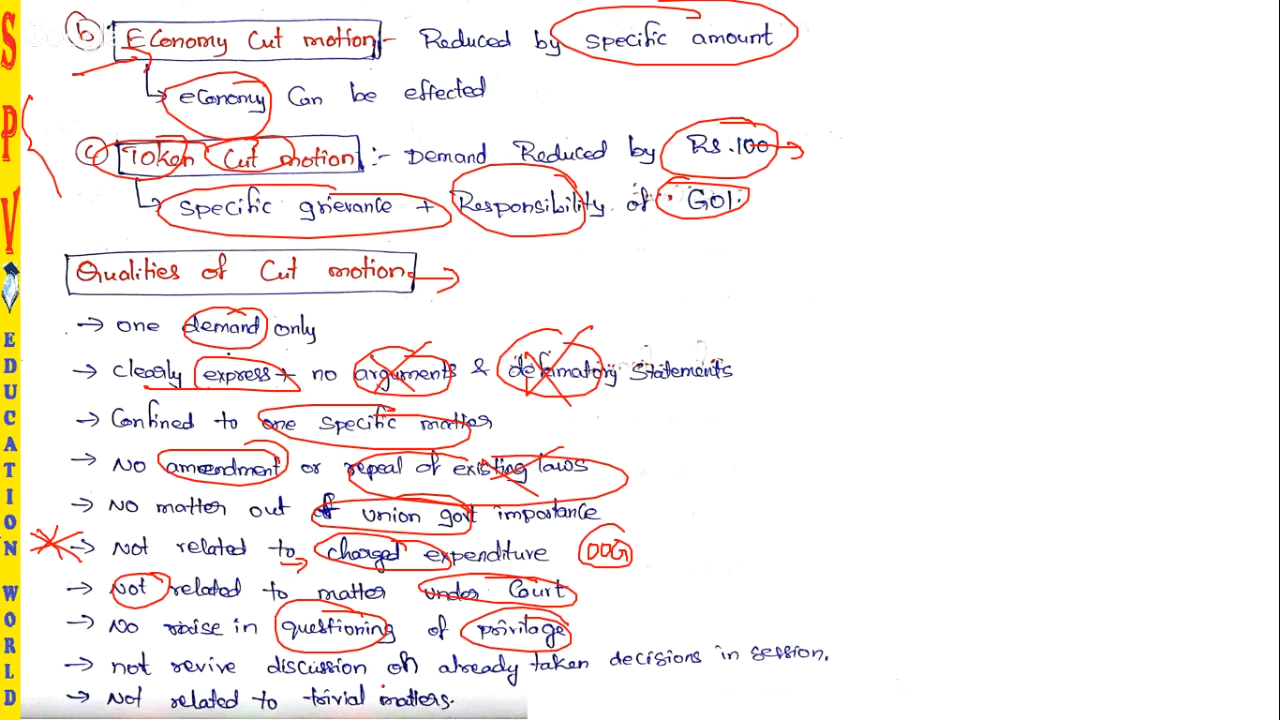 SPV EDUCATION WORLD
b) Economy Cut motion - Reduced by specific amount
economy can be effected
c) Token Cut motion :- Demand Reduced by Rs.100
specific grievance + Responsibility of GOI.
Qualities of Cut motion
→ one demand only
→ clearly express + no arguments & defamatory statements
→ Confined to one specific matter
→ No amendment or repeal of existing laws
→ No matter out of union govt importance
→ Not related to charged expenditure
→ Not related to matter under Court
→ No raise in questioning of privilage
→ not revive discussion on already taken decisions in session.
→ Not related to trivial matters.